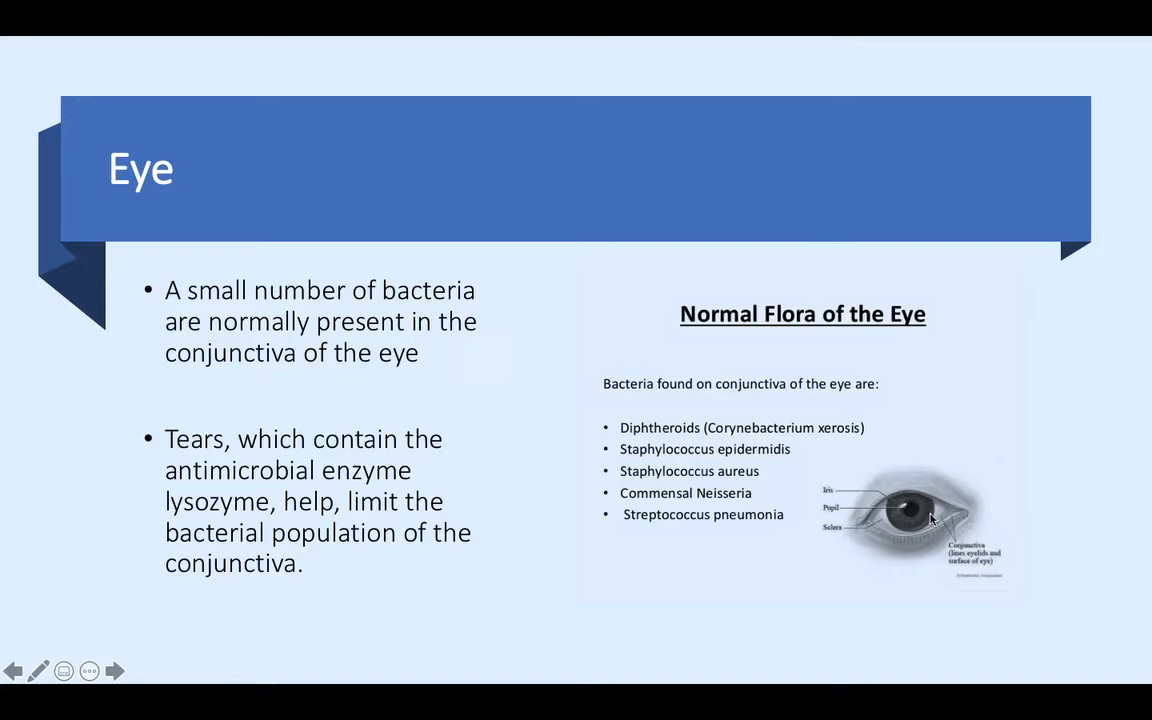 Eye
• A small number of bacteria
are normally present in the
conjunctiva of the eye
• Tears, which contain the
antimicrobial enzyme
lysozyme, help, limit the
bacterial population of the
conjunctiva.
Normal Flora of the Eye
Bacteria found on conjunctiva of the eye are:
• Diphtheroids (Corynebacterium xerosis)
• Staphylococcus epidermidis
• Staphylococcus aureus
• Commensal Neisseria
• Streptococcus pneumonia
Iris
Pupil
Sclera
Conjunctiva
(lines eyelids and
surface of eye)